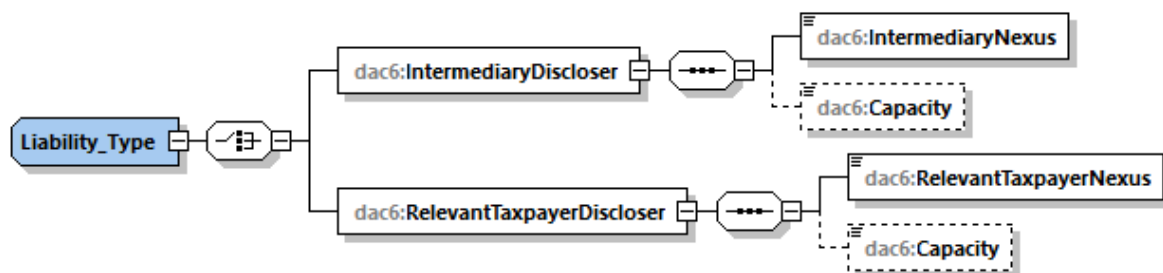 dac6:IntermediaryNexus
dac6:IntermediaryDiscloser
dac6:Capacity
Liability_Type
dac6:RelevantTaxpayerNexus
dac6:RelevantTaxpayerDiscloser
dac6:Capacity